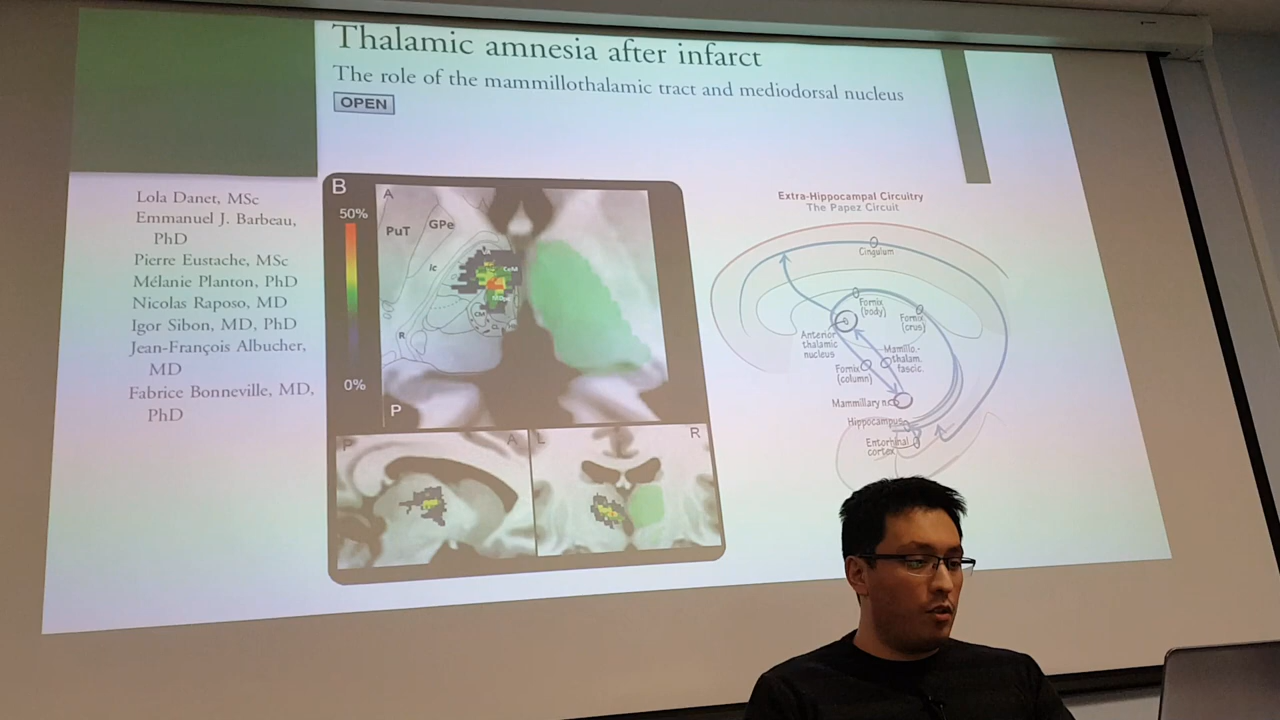 Thalamic amnesia after infarct
The role of the mammillothalamic tract and mediodorsal nucleus
OPEN
Lola Danet, MSc
Emmanuel J. Barbeau,
PhD
Pierre Eustache, MSc
Mélanie Planton, PhD
Nicolas Raposo, MD
Igor Sibon, MD, PhD
Jean-François Albucher,
MD
Fabrice Bonneville, MD,
PhD
B
50%
0%
A
PuT
GPe
Ic
CeM
CM
CL
R
P
P
A
L
R
Extra-Hippocampal Circuitry
The Papez Circuit
Cingulum
Fornix
(body)
Fornix
(crus)
Anterior
thalamic
nucleus
Mamillo.-
thalam.
fascic.
Fornix
(column)
Mammillary n.
Hippocampus
Entorhinal
cortex